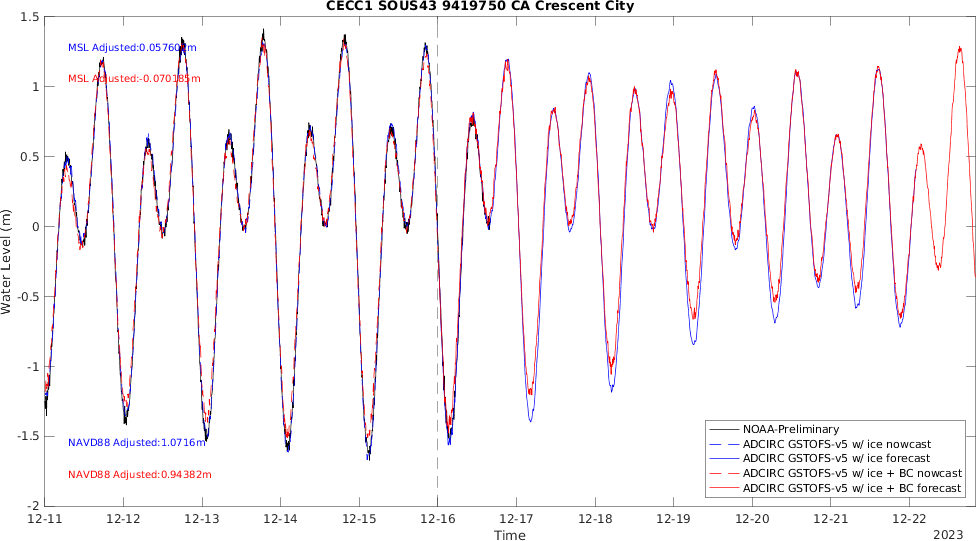 CECC1 SOUS43 9419750 CA Crescent City
MSL Adjusted:0.057602m
MSL Adjusted:-0.070185m
NAVD88 Adjusted:1.0716m
NAVD88 Adjusted:0.94382m
Water Level (m)
1.5
1
0.5
0
-0.5
-1
-1.5
-2
NOAA-Preliminary
ADCIRC GSTOFS-v5 w/ ice nowcast
ADCIRC GSTOFS-v5 w/ ice forecast
ADCIRC GSTOFS-v5 w/ ice + BC nowcast
ADCIRC GSTOFS-v5 w/ ice + BC forecast
12-11 12-12 12-13 12-14 12-15 12-16 12-17 12-18 12-19 12-20 12-21 12-22
Time
2023